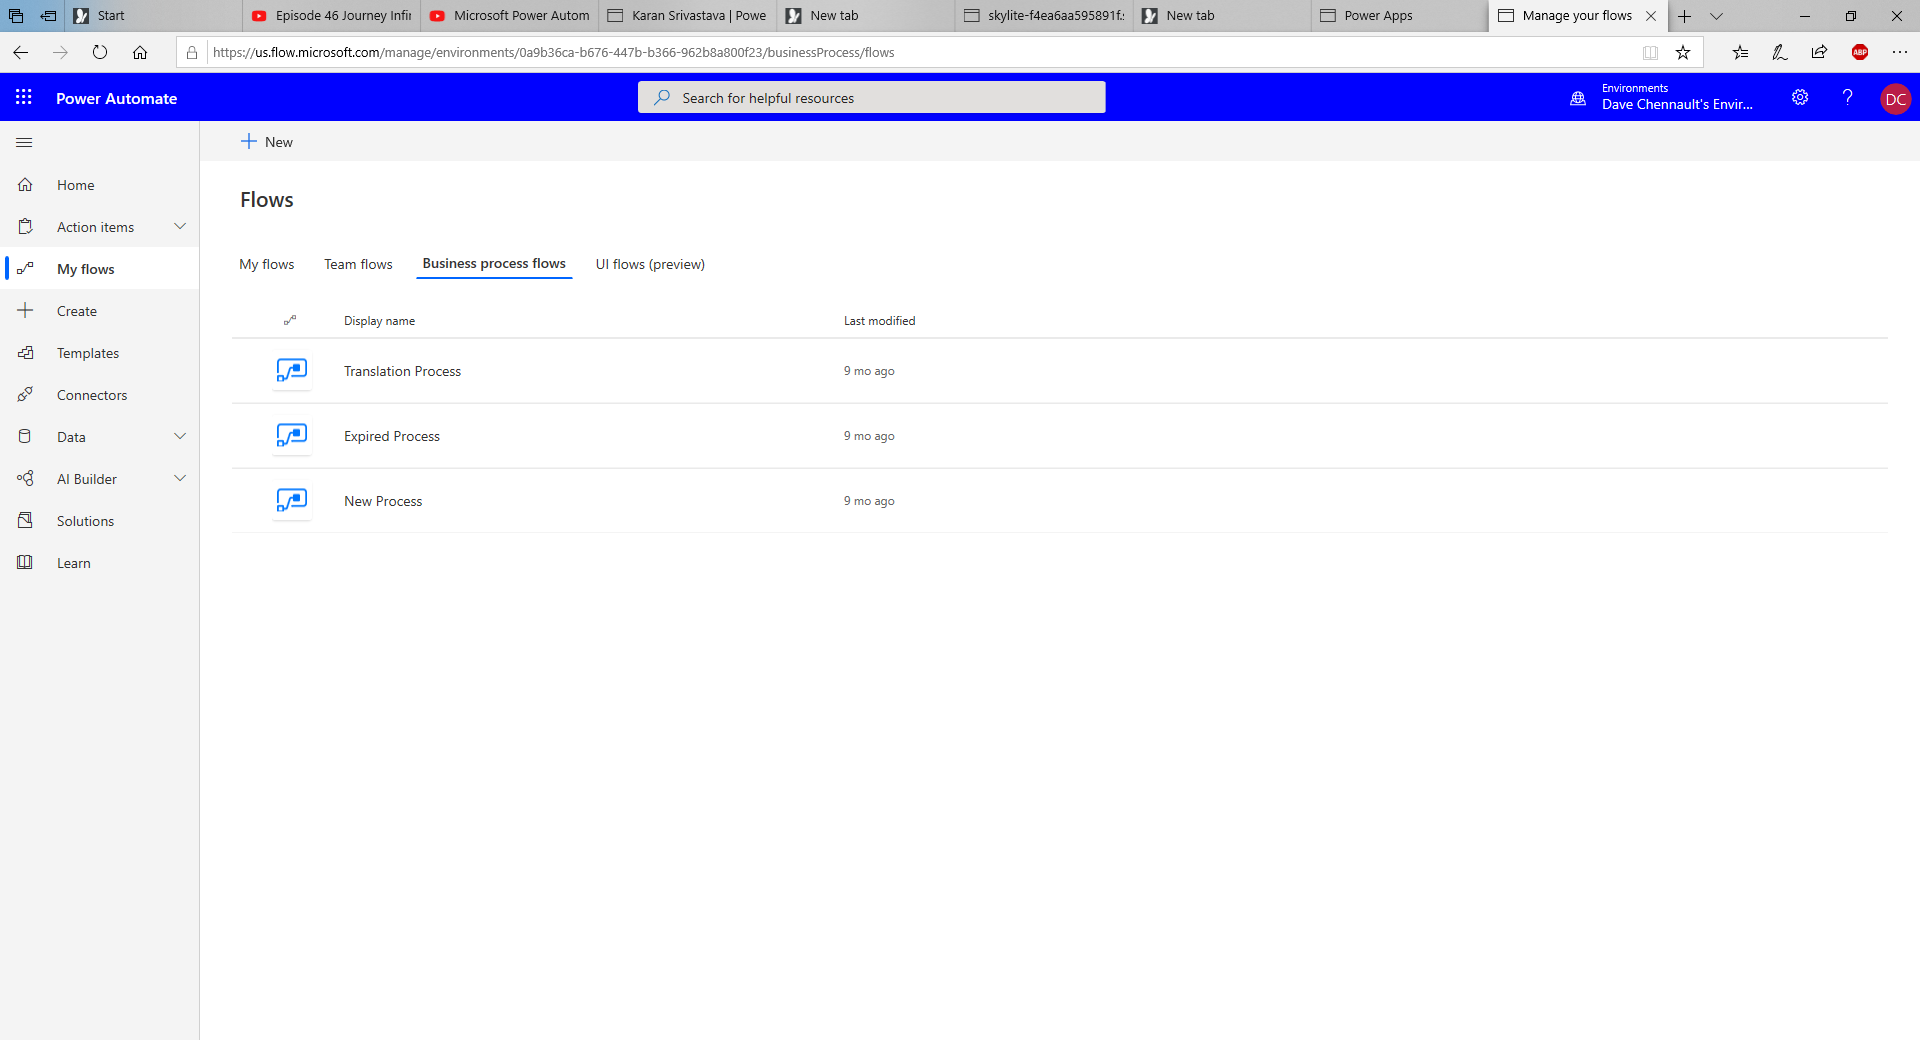 Start
Episode 46 Journey Infir
Microsoft Power Autom
Karan Srivastava | Powe
New tab
skylite-f4ea6aa595891f.s
New tab
Power Apps
Manage your flows
https://us.flow.microsoft.com/manage/environments/0a9b36ca-b676-447b-b366-962b8a800f23/businessProcess/flows
ABP
Power Automate
Search for helpful resources
Environments
Dave Chennault's Envir...
DC
New
Home
Action items
My flows
Create
Templates
Connectors
Data
AI Builder
Solutions
Learn
Flows
My flows
Team flows
Business process flows
UI flows (preview)
Display name
Last modified
Translation Process
9 mo ago
Expired Process
9 mo ago
New Process
9 mo ago